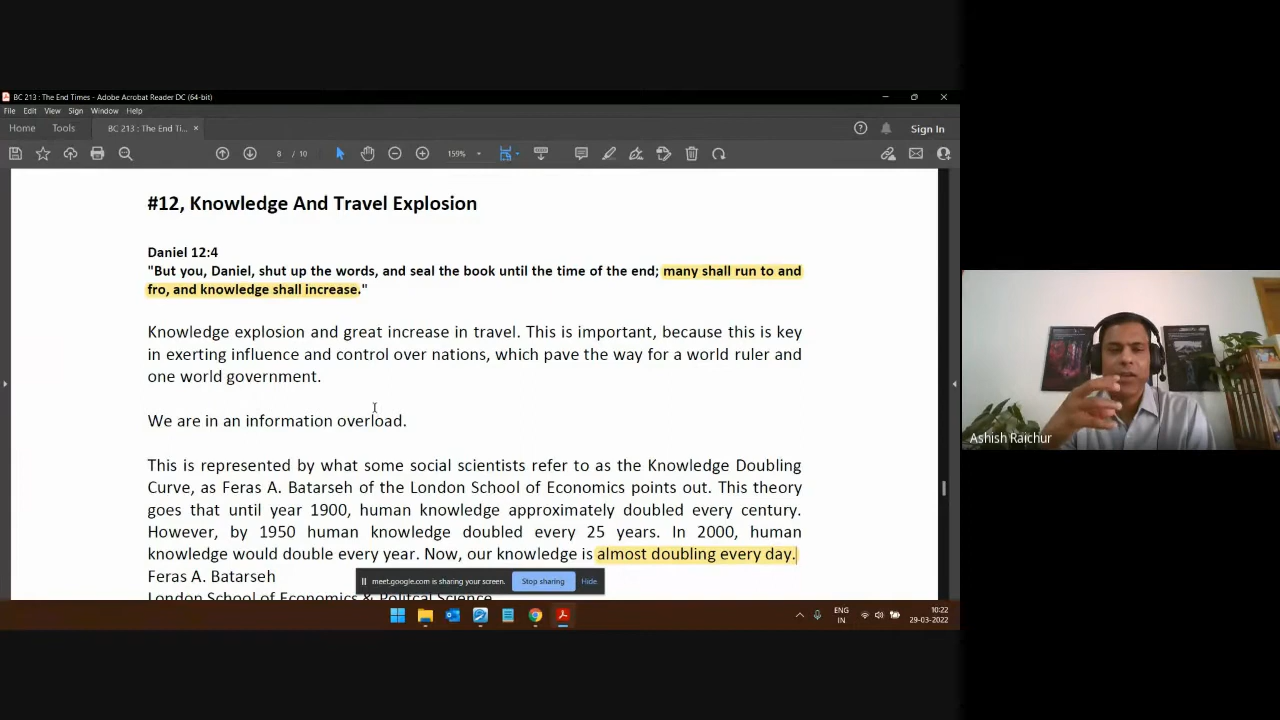 BC 213 : The End Times - Adobe Acrobat Reader DC (64-bit)
File Edit View Sign Window Help
Home Tools BC 213 : The End Ti... × Sign In
8 / 10 159%
#12, Knowledge And Travel Explosion
Daniel 12:4
"But you, Daniel, shut up the words, and seal the book until the time of the end; many shall run to and
fro, and knowledge shall increase."
Knowledge explosion and great increase in travel. This is important, because this is key
in exerting influence and control over nations, which pave the way for a world ruler and
one world government.
We are in an information overload.
This is represented by what some social scientists refer to as the Knowledge Doubling
Curve, as Feras A. Batarseh of the London School of Economics points out. This theory
goes that until year 1900, human knowledge approximately doubled every century.
However, by 1950 human knowledge doubled every 25 years. In 2000, human
knowledge would double every year. Now, our knowledge is almost doubling every day.
Feras A. Batarseh
London School of Economics & Politcal Science
meet.google.com is sharing your screen. Stop sharing Hide
ENG
IN
10:22
29-03-2022
Ashish Raichur